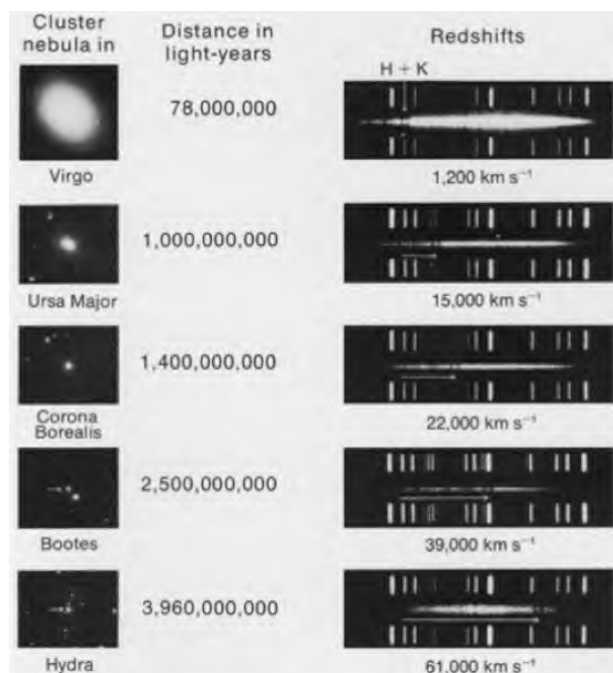 Cluster
nebula in
Distance in
light-years
Redshifts
H + K
78,000,000
Virgo
1,200 km s⁻¹
1,000,000,000
Ursa Major
15,000 km s⁻¹
1,400,000,000
Corona
Borealis
22,000 km s⁻¹
2,500,000,000
Bootes
39,000 km s⁻¹
3,960,000,000
Hydra
61,000 km s⁻¹